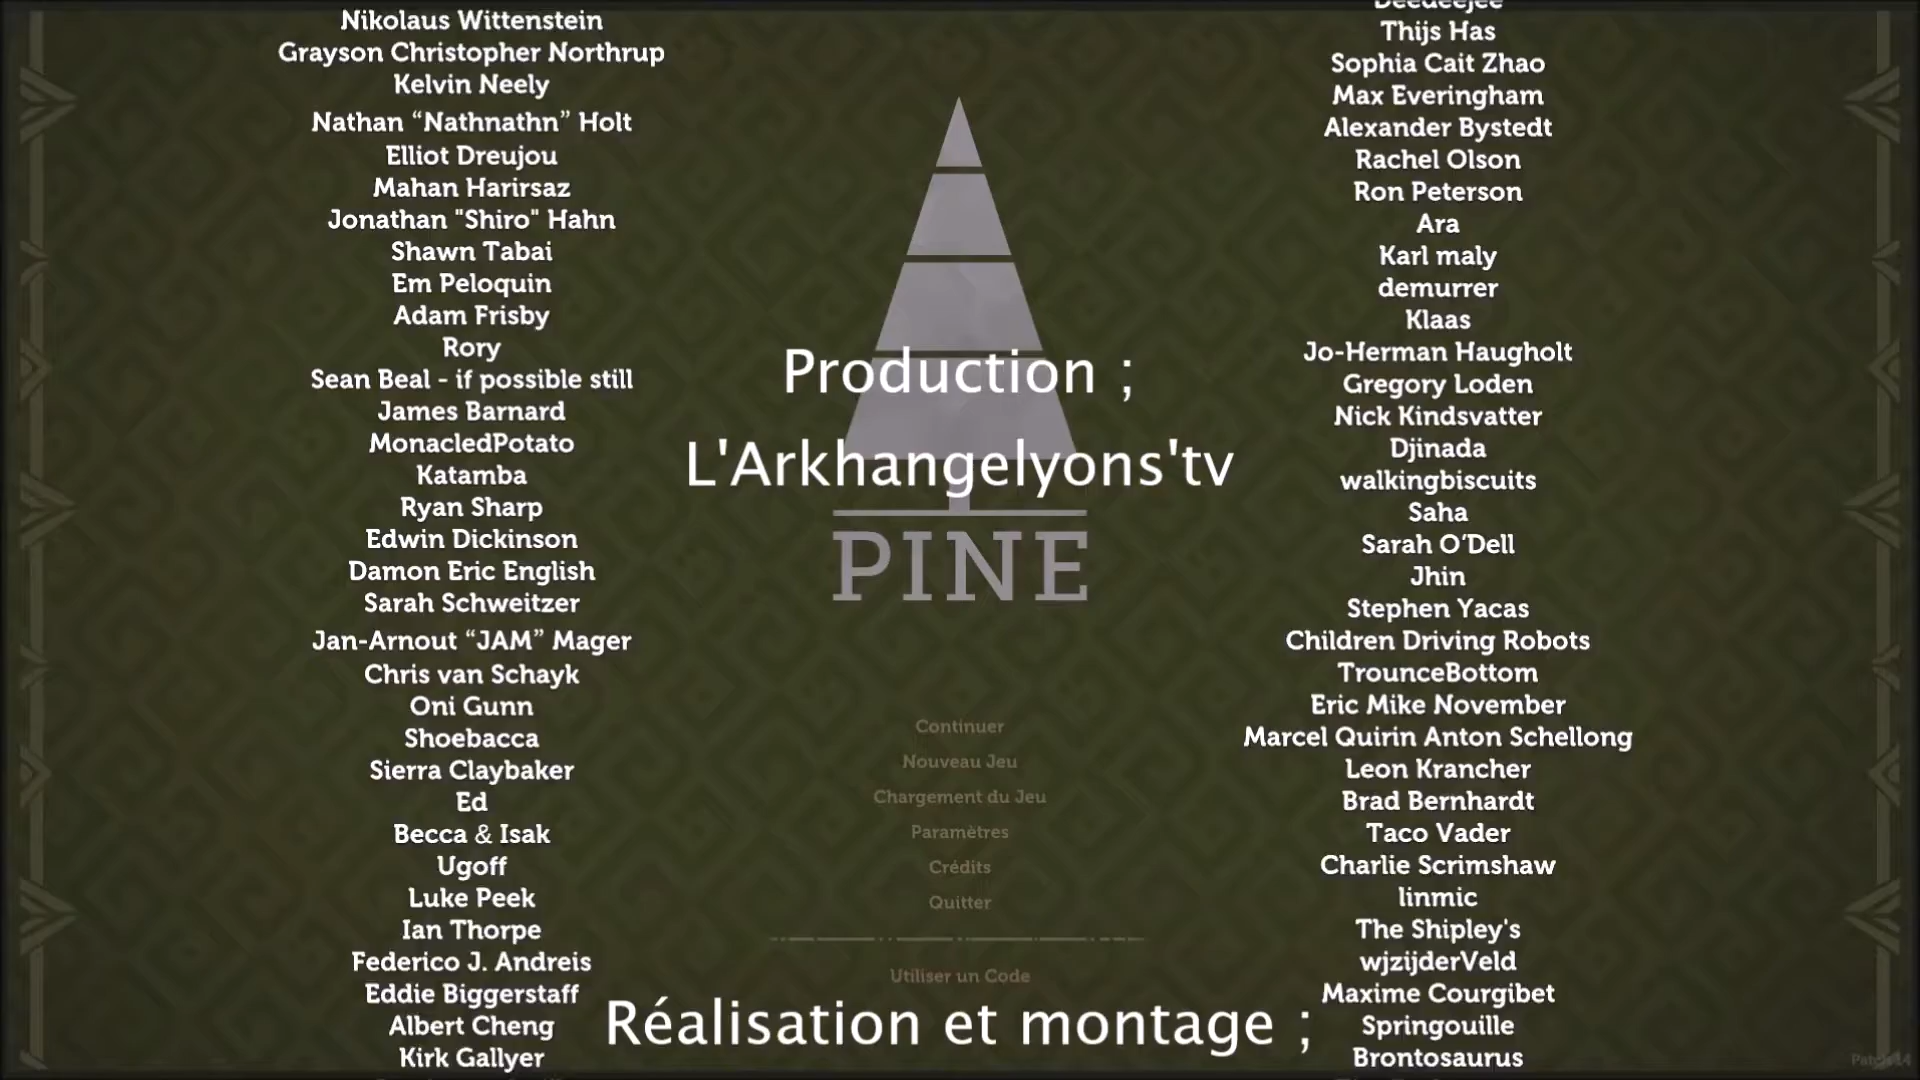 Nikolaus Wittenstein
Grayson Christopher Northrup
Kelvin Neely
Nathan “Nathnathn” Holt
Elliot Dreujou
Mahan Harirsaz
Jonathan "Shiro" Hahn
Shawn Tabai
Em Peloquin
Adam Frisby
Rory
Sean Beal - if possible still
James Barnard
MonacledPotato
Katamba
Ryan Sharp
Edwin Dickinson
Damon Eric English
Sarah Schweitzer
Jan-Arnout “JAM” Mager
Chris van Schayk
Oni Gunn
Shoebacca
Sierra Claybaker
Ed
Becca & Isak
Ugoff
Luke Peek
Ian Thorpe
Federico J. Andreis
Eddie Biggerstaff
Albert Cheng
Kirk Gallyer
Production ;
L'Arkhangelyons'tv
PINE
Continuer
Nouveau Jeu
Chargement du Jeu
Paramètres
Crédits
Quitter
Utiliser un Code
Réalisation et montage ;
Deedeejee
Thijs Has
Sophia Cait Zhao
Max Everingham
Alexander Bystedt
Rachel Olson
Ron Peterson
Ara
Karl maly
demurrer
Klaas
Jo-Herman Haugholt
Gregory Loden
Nick Kindsvatter
Djinada
walkingbiscuits
Saha
Sarah O’Dell
Jhin
Stephen Yacas
Children Driving Robots
TrounceBottom
Eric Mike November
Marcel Quirin Anton Schellong
Leon Krancher
Brad Bernhardt
Taco Vader
Charlie Scrimshaw
linmic
The Shipley's
wjzijderVeld
Maxime Courgibet
Springouille
Brontosaurus